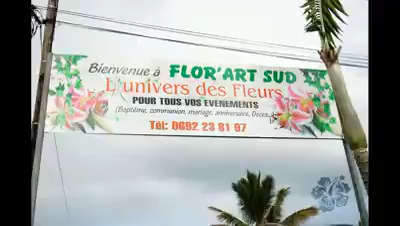 Bienvenue à FLOR'ART SUD
L'univers des Fleurs
POUR TOUS VOS EVENEMENTS
(Baptême, communion, mariage, anniversaire, Deces...)
Tél: 0692 23 81 97